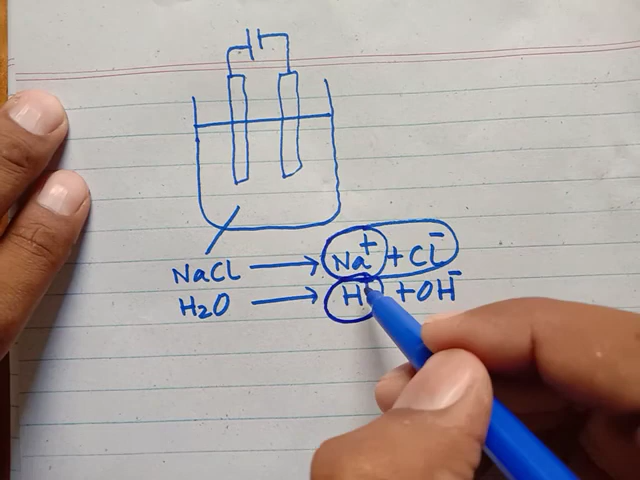 NaCl → Na⁺ + Cl⁻
H₂O → H⁺ + OH⁻